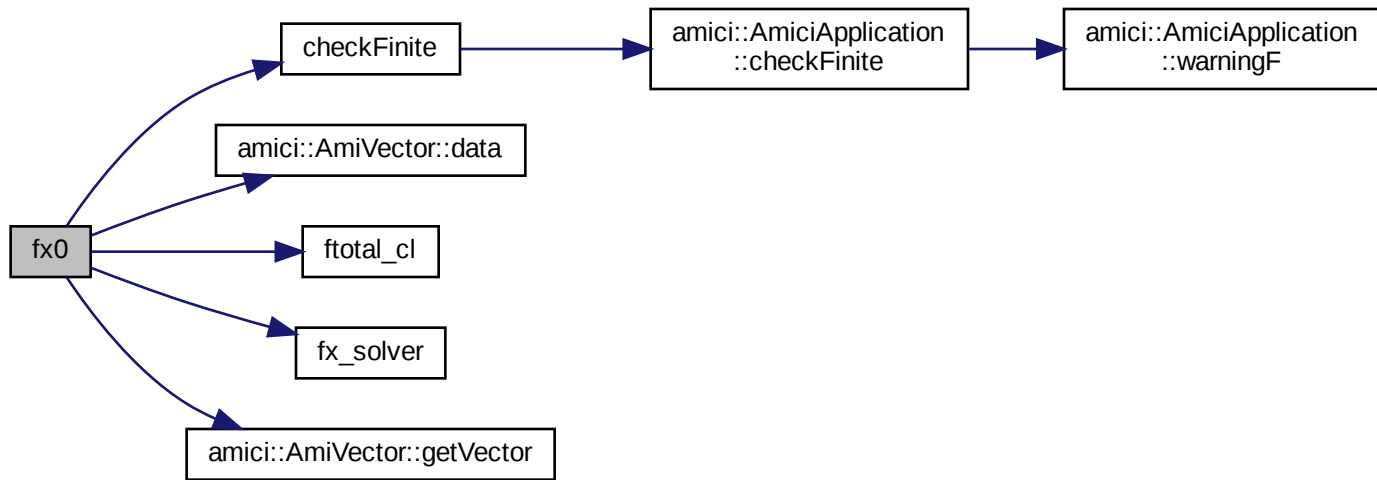 fx0
checkFinite
amici::AmiciApplication
::checkFinite
amici::AmiciApplication
::warningF
amici::AmiVector::data
ftotal_cl
fx_solver
amici::AmiVector::getVector